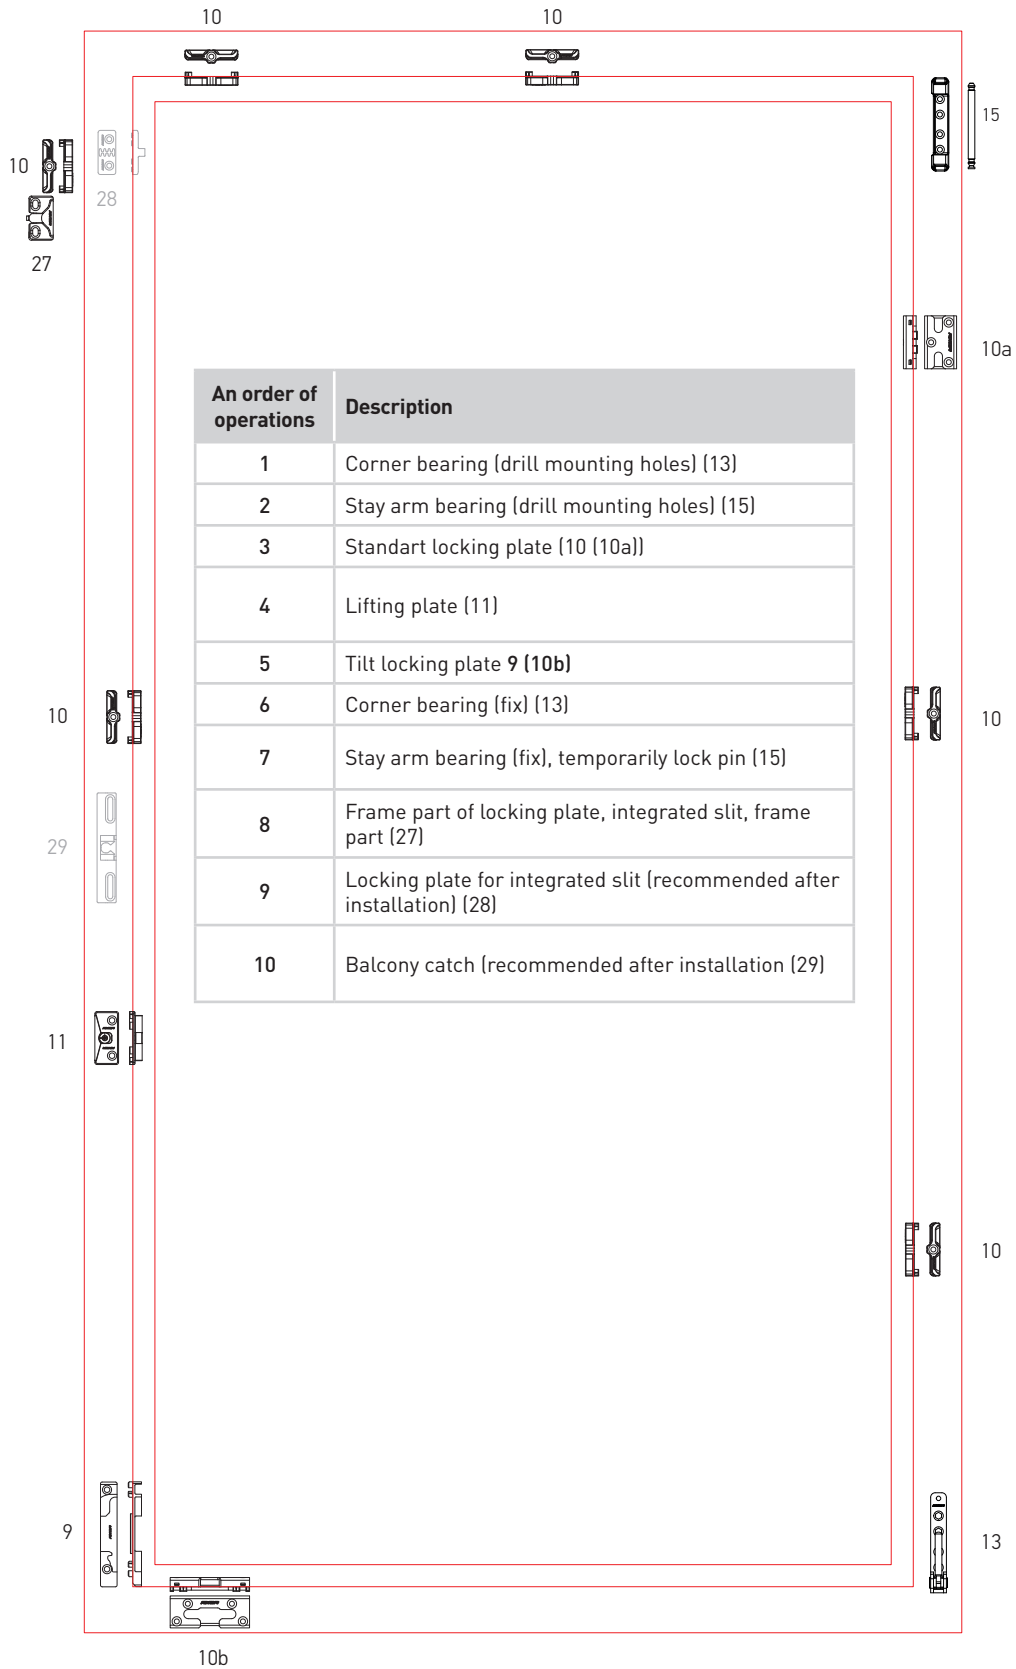 10
10
15
10
28
27
10a
An order of
operations
Description
1
Corner bearing (drill mounting holes) (13)
2
Stay arm bearing (drill mounting holes) (15)
3
Standart locking plate (10 (10a))
4
Lifting plate (11)
5
Tilt locking plate 9 (10b)
6
Corner bearing (fix) (13)
7
Stay arm bearing (fix), temporarily lock pin (15)
8
Frame part of locking plate, integrated slit, frame
part (27)
9
Locking plate for integrated slit (recommended after
installation) (28)
10
Balcony catch (recommended after installation (29)
10
10
29
11
10
9
13
10b